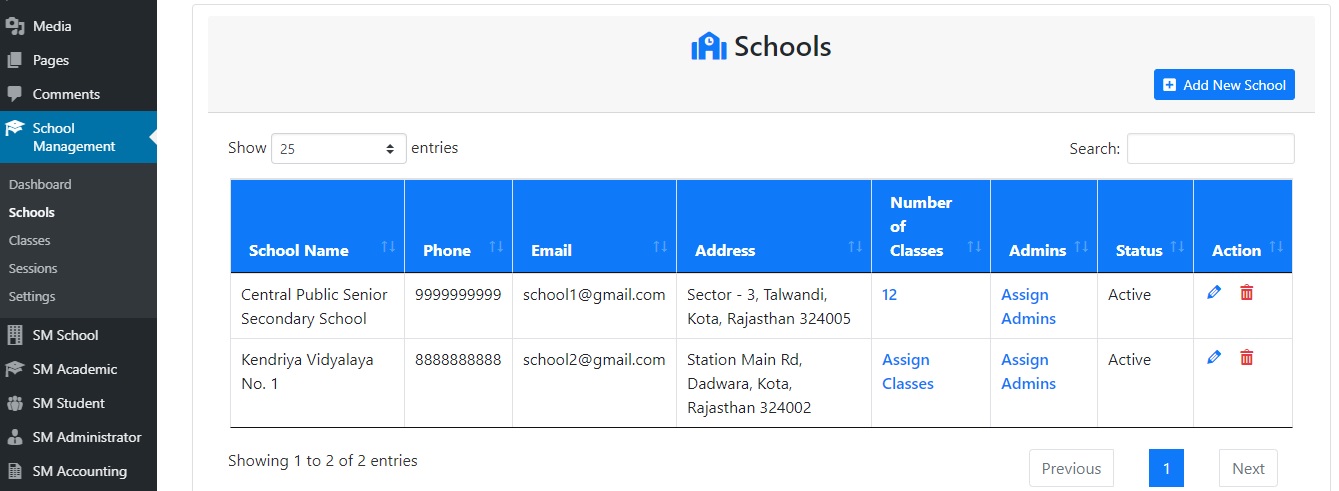 Media
Pages
Comments
School
Management
Dashboard
Schools
Classes
Sessions
Settings
SM School
SM Academic
SM Student
SM Administrator
SM Accounting
Schools
Add New School
Show 25 entries
Search:
School Name Phone Email Address Number of Classes Admins Status Action
Central Public Senior 9999999999 school1@gmail.com Sector - 3, Talwandi, 12 Assign Active
Secondary School Kota, Rajasthan 324005 Admins
Kendriya Vidyalaya 8888888888 school2@gmail.com Station Main Rd, Assign Assign Active
No. 1 Dadwara, Kota, Classes Admins
Rajasthan 324002
Showing 1 to 2 of 2 entries
Previous 1 Next